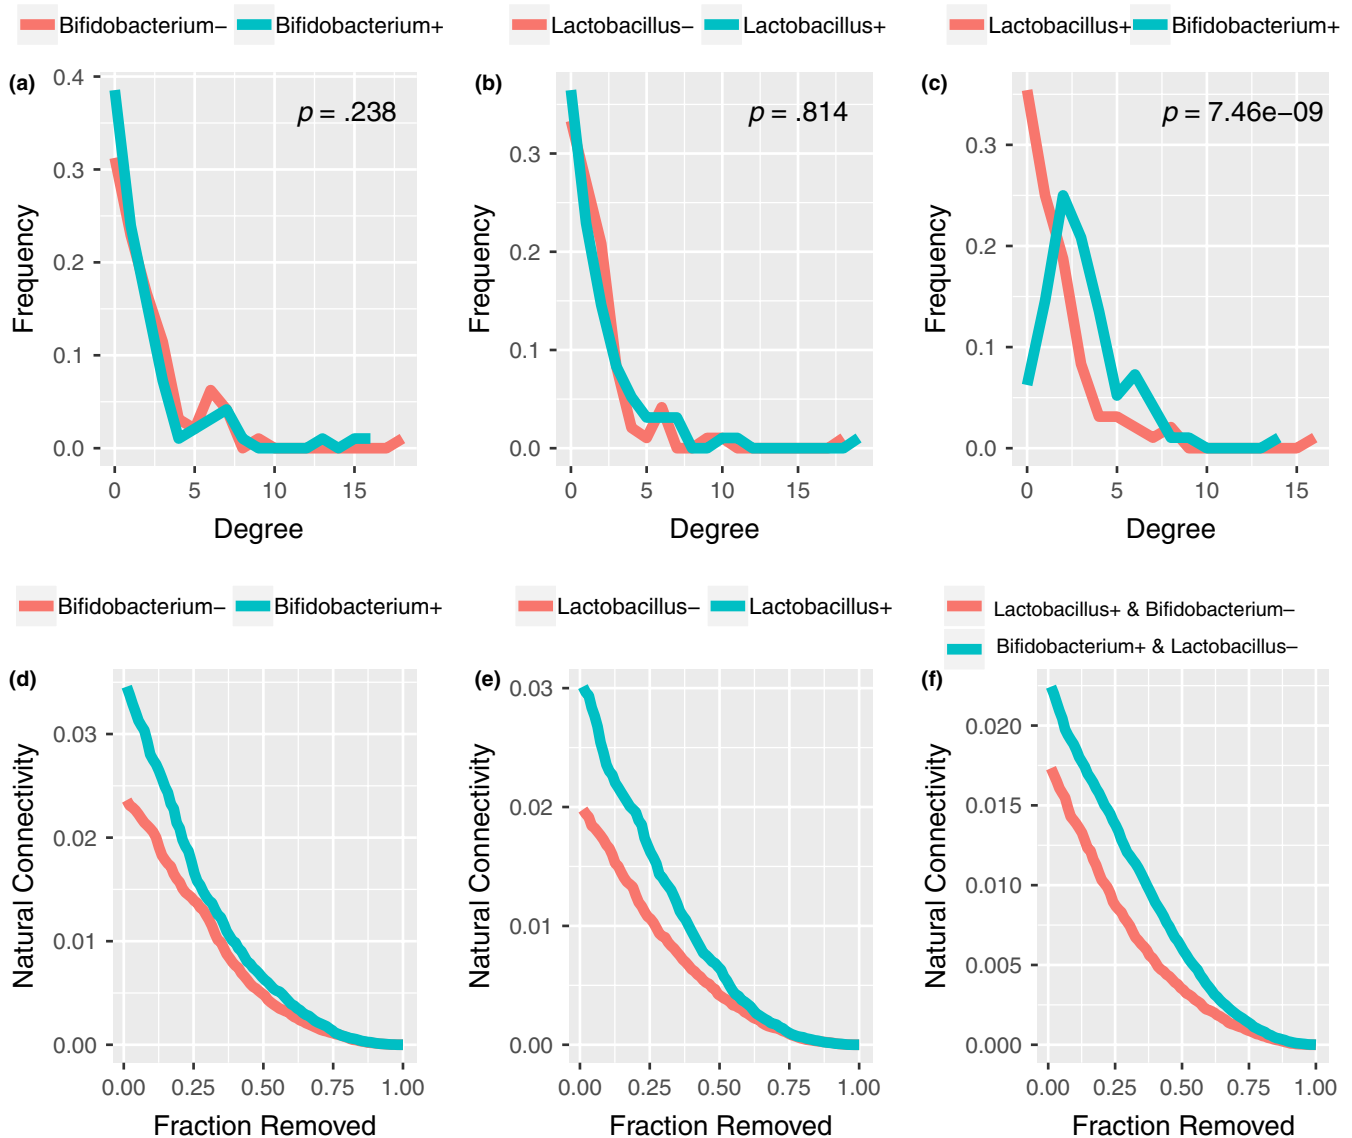 Bifidobacterium− Bifidobacterium+
Lactobacillus− Lactobacillus+
Lactobacillus+ Bifidobacterium+
(a)
p = .238
0.4
0.3
0.2
0.1
0.0
Frequency
0 5 10 15
Degree
(b)
p = .814
0.3
0.2
0.1
0.0
Frequency
0 5 10 15
Degree
(c)
p = 7.46e−09
0.3
0.2
0.1
0.0
Frequency
0 5 10 15
Degree
Bifidobacterium− Bifidobacterium+
Lactobacillus− Lactobacillus+
Lactobacillus+ & Bifidobacterium−
Bifidobacterium+ & Lactobacillus−
(d)
0.03
0.02
0.01
0.00
Natural Connectivity
0.00 0.25 0.50 0.75 1.00
Fraction Removed
(e)
0.03
0.02
0.01
0.00
Natural Connectivity
0.00 0.25 0.50 0.75 1.00
Fraction Removed
(f)
0.020
0.015
0.010
0.005
0.000
Natural Connectivity
0.00 0.25 0.50 0.75 1.00
Fraction Removed